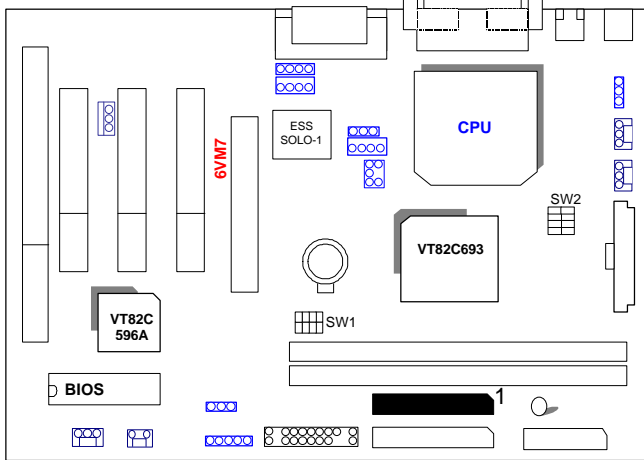 ESS
SOLO-1
CPU
6VM7
SW2
VT82C693
VT82C
596A
SW1
BIOS
1